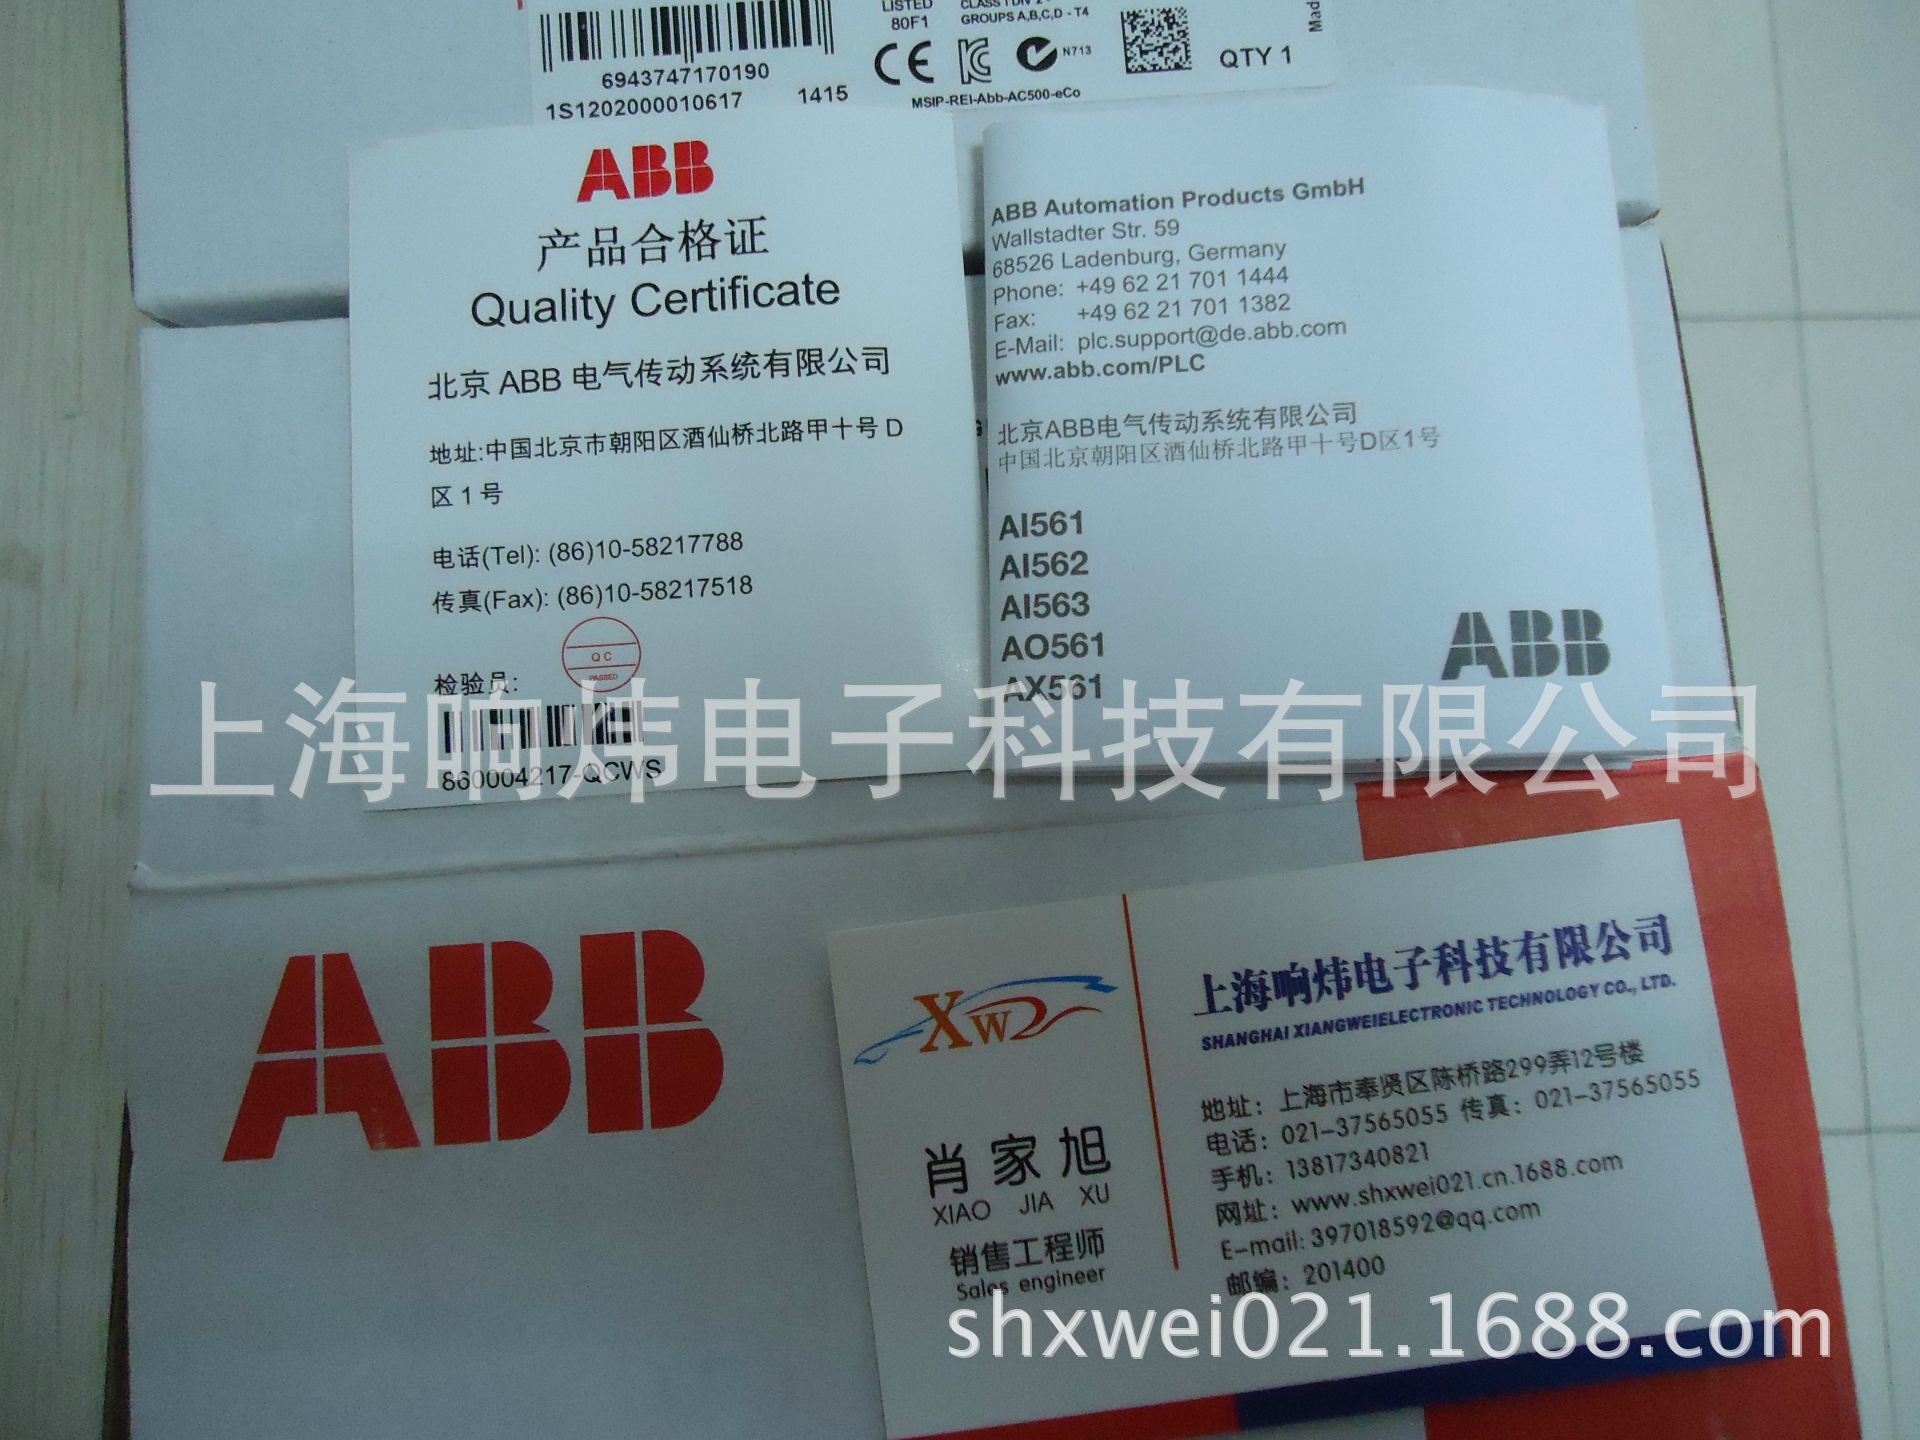 LISTED
80F1
GROUPS A,B,C,D - T4
N713
6943747170190
1S1202000010617 1415
MSIP-REI-Abb-AC500-eCo
QTY 1
Mad
ABB
产品合格证
Quality Certificate
北京 ABB 电气传动系统有限公司
地址:中国北京市朝阳区酒仙桥北路甲十号 D
区 1 号
电话(Tel): (86)10-58217788
传真(Fax): (86)10-58217518
检验员:
QC
PASSED
860004217-QCWS
ABB Automation Products GmbH
Wallstadter Str. 59
68526 Ladenburg, Germany
Phone: +49 62 21 701 1444
Fax: +49 62 21 701 1382
E-Mail: plc.support@de.abb.com
www.abb.com/PLC
北京ABB电气传动系统有限公司
中国北京朝阳区酒仙桥北路甲十号D区1号
AI561
AI562
AI563
AO561
AX561
ABB
上海响炜电子科技有限公司
ABB
XW
肖家旭
XIAO JIA XU
销售工程师
Sales engineer
上海响炜电子科技有限公司
SHANGHAI XIANGWEIELECTRONIC TECHNOLOGY CO., LTD.
地址：上海市奉贤区陈桥路299弄12号楼
电话：021-37565055 传真：021-37565055
手机：13817340821
网址：www.shxwei021.cn.1688.com
E-mail: 397018592@qq.com
邮编：201400
shxwei021.1688.com